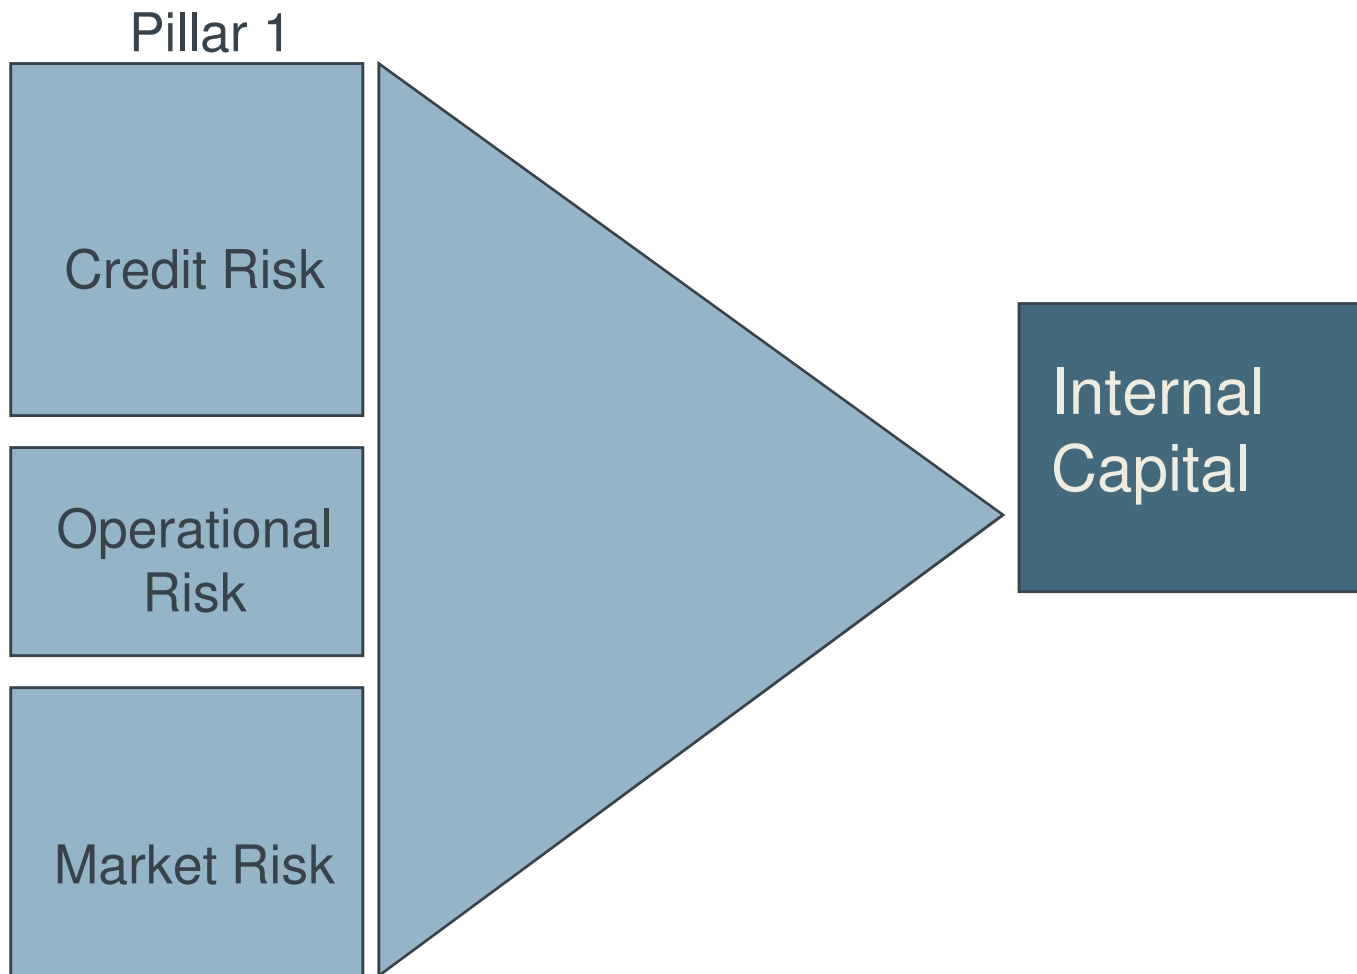 Pillar 1
Credit Risk
Operational
Risk
Market Risk
Internal
Capital